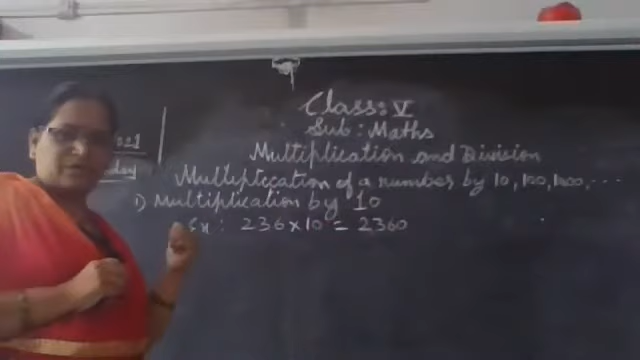 Class: V
Sub: Maths
Multiplication and Division
Multiplication of a number by 10, 100, 1000, ...
1) Multiplication by 10
Ex: 236 x 10 = 2360